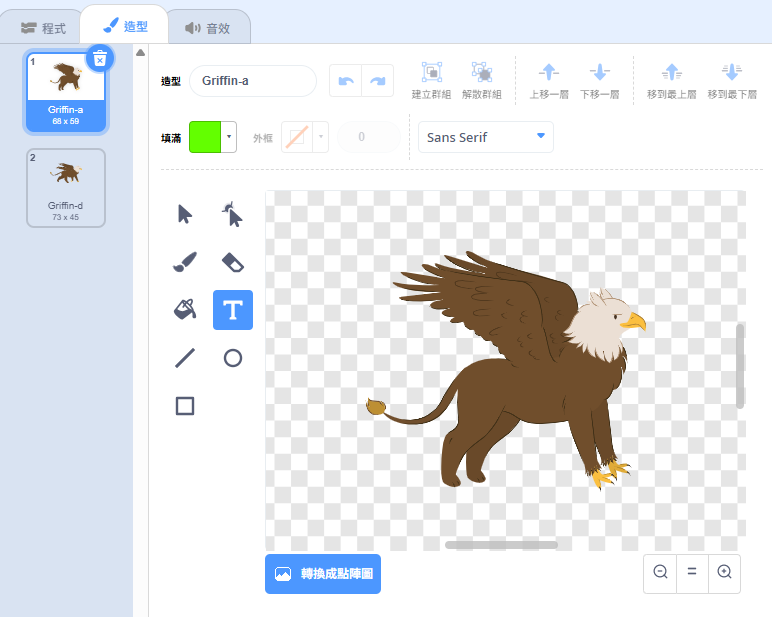 程式
造型
音效
1
Griffin-a
68 x 59
2
Griffin-d
73 x 45
造型
Griffin-a
建立群組
解散群組
上移一層
下移一層
移到最上層
移到最下層
填滿
外框
0
Sans Serif
T
轉換成點陣圖